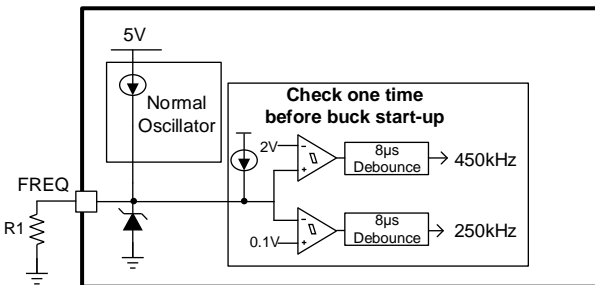 5V
Normal
Oscillator
Check one time
before buck start-up
2V
-
+
8μs
Debounce
450kHz
FREQ
R1
-
+
0.1V
8μs
Debounce
250kHz